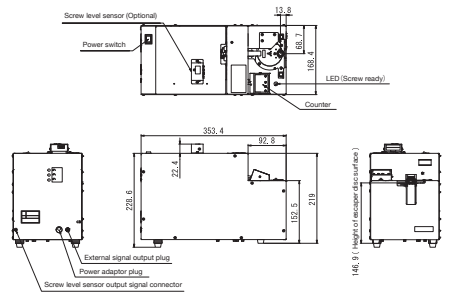 Screw level sensor (Optional)
Power switch
13.8
68.7
168.4
LED (Screw ready)
Counter
353.4
92.8
22.4
228.6
152.5
219
146.9 ( Height of escaper disc surface )
External signal output plug
Power adaptor plug
Screw level sensor output signal connector